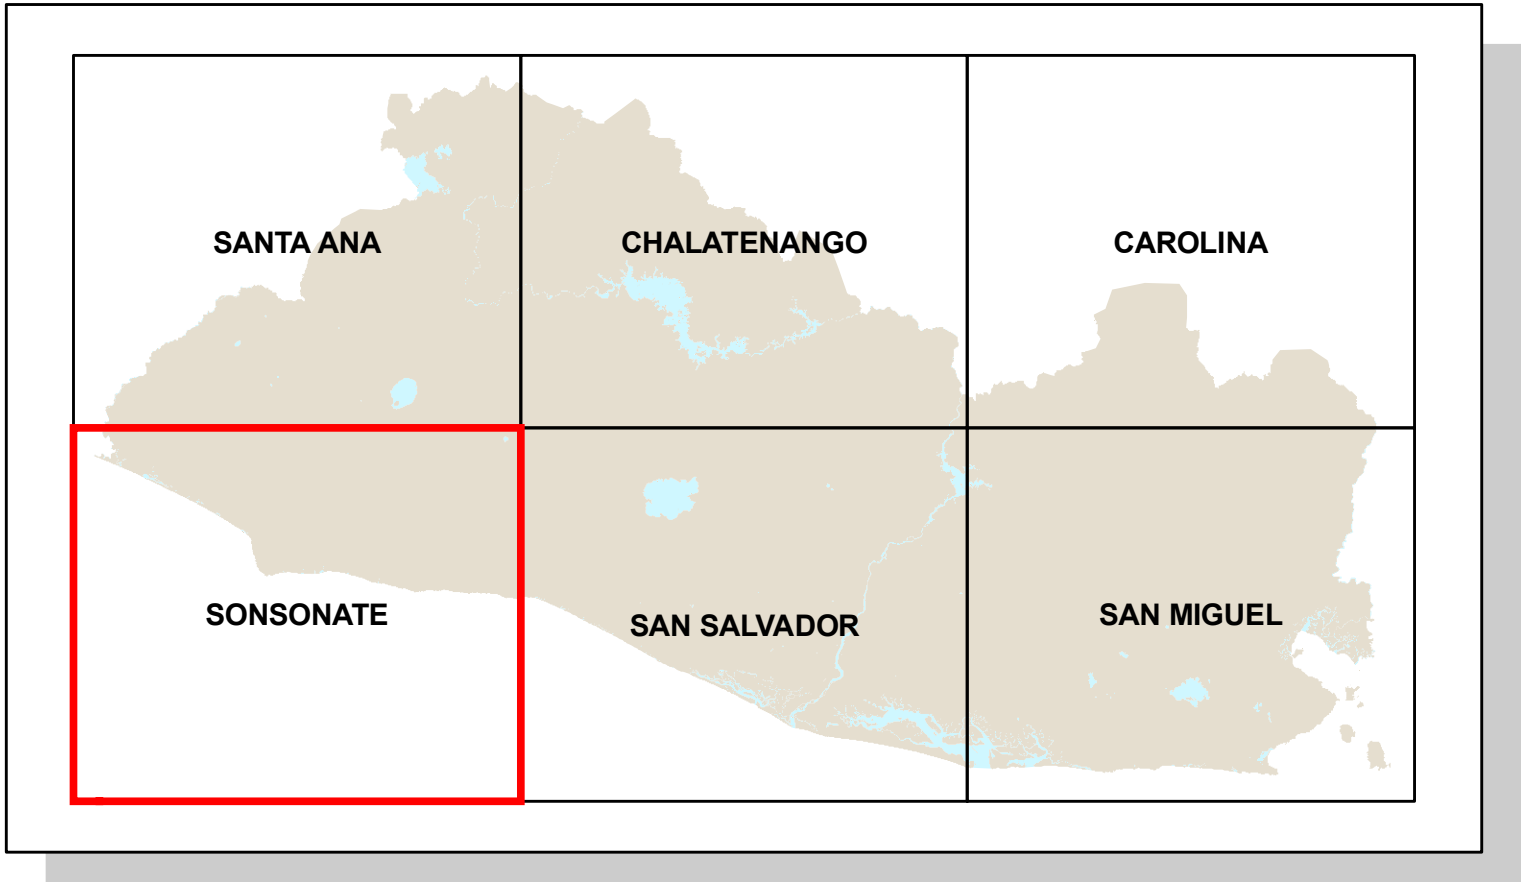 SANTA ANA
CHALATENANGO
CAROLINA
SONSONATE
SAN SALVADOR
SAN MIGUEL